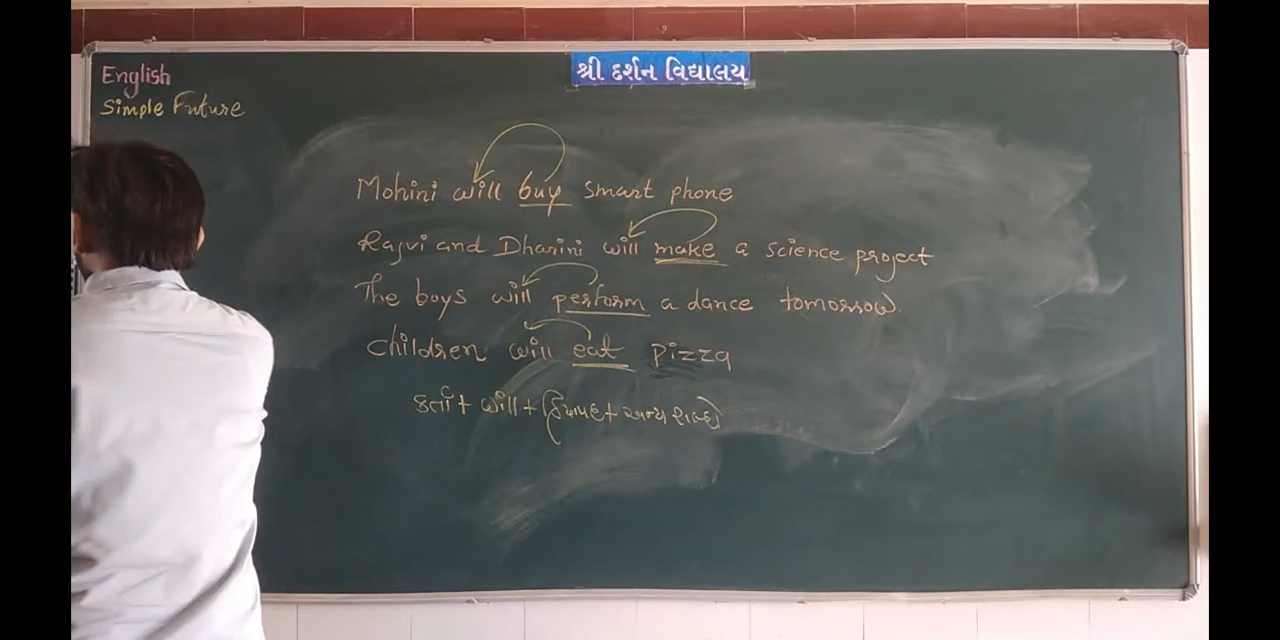 શ્રી દર્શન વિદ્યાલય
English
Simple Future
Mohini will buy smart phone
Rajvi and Dharini will make a science project
The boys will perform a dance tomorrow.
Children will eat pizza
કર્તા + will + ક્રિયાપદ + અન્ય શબ્દો